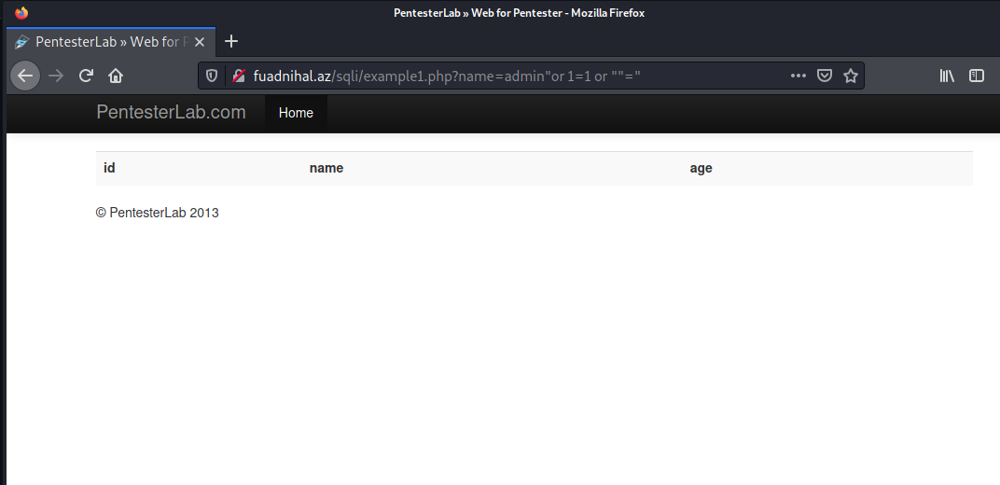 PentesterLab » Web for Pentester - Mozilla Firefox
PentesterLab » Web for P
fuadnihal.az/sqli/example1.php?name=admin"or 1=1 or ""="
PentesterLab.com Home
id name age
© PentesterLab 2013